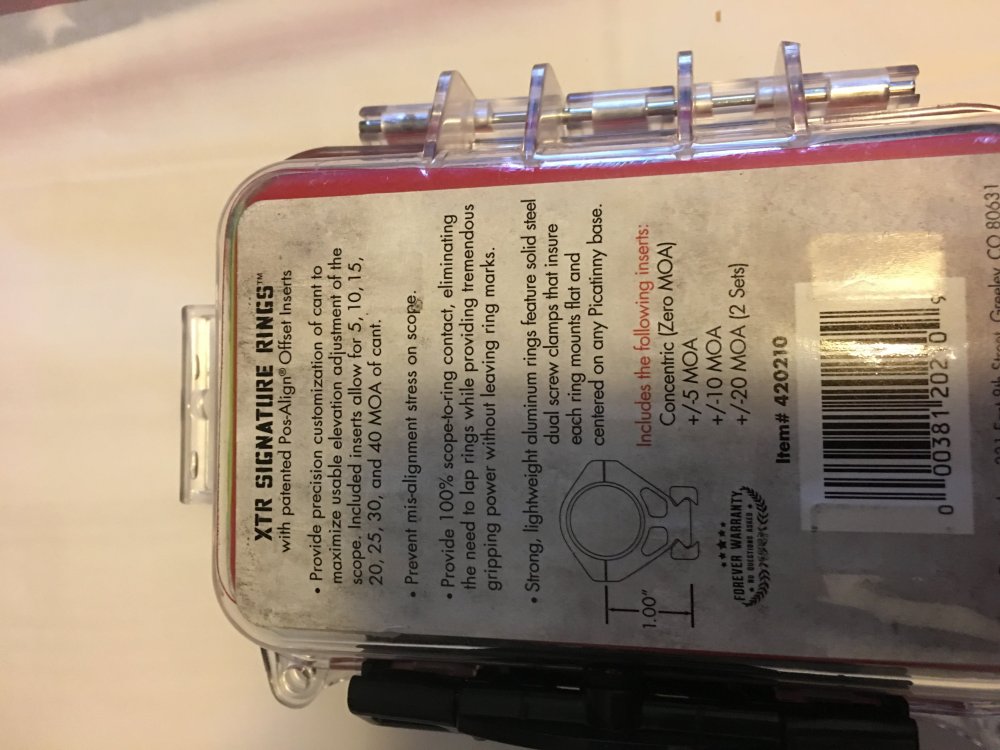 XTR SIGNATURE RINGS™
with patented Pos-Align® Offset Inserts
• Provide precision customization of cant to
maximize usable elevation adjustment of the
scope. Included inserts allow for 5, 10, 15,
20, 25, 30, and 40 MOA of cant.
• Prevent mis-alignment stress on scope.
• Provide 100% scope-to-ring contact, eliminating
the need to lap rings while providing tremendous
gripping power without leaving ring marks.
• Strong, lightweight aluminum rings feature solid steel
dual screw clamps that insure
each ring mounts flat and
centered on any Picatinny base.
1.00"
Includes the following inserts:
Concentric (Zero MOA)
+/-5 MOA
+/-10 MOA
+/-20 MOA (2 Sets)
FOREVER WARRANTY
★ NO QUESTIONS ASKED ★
Item# 420210
0 00381 20210 5
East 8th Street, Greeley, CO 80631